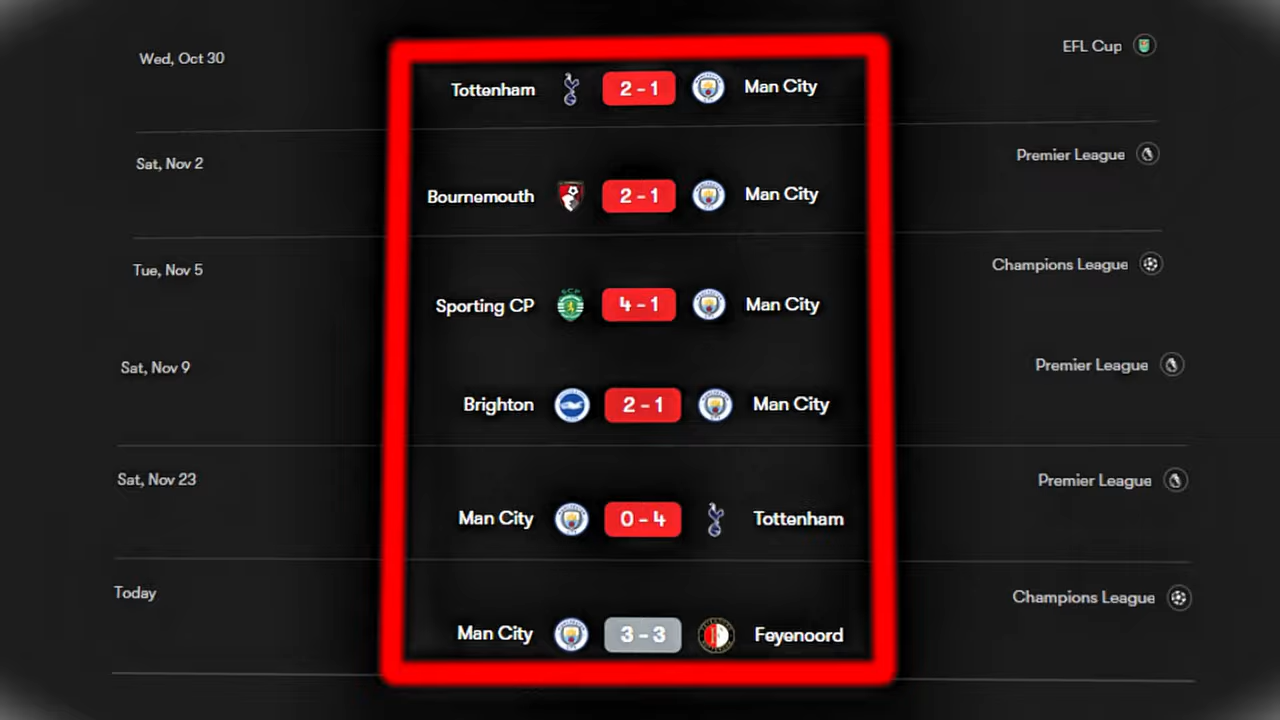 Wed, Oct 30
EFL Cup
Tottenham 2 - 1 Man City
Sat, Nov 2
Premier League
Bournemouth 2 - 1 Man City
Tue, Nov 5
Champions League
Sporting CP SCP 4 - 1 Man City
Sat, Nov 9
Premier League
Brighton 2 - 1 Man City
Sat, Nov 23
Premier League
Man City 0 - 4 Tottenham
Today
Champions League
Man City 3 - 3 Feyenoord